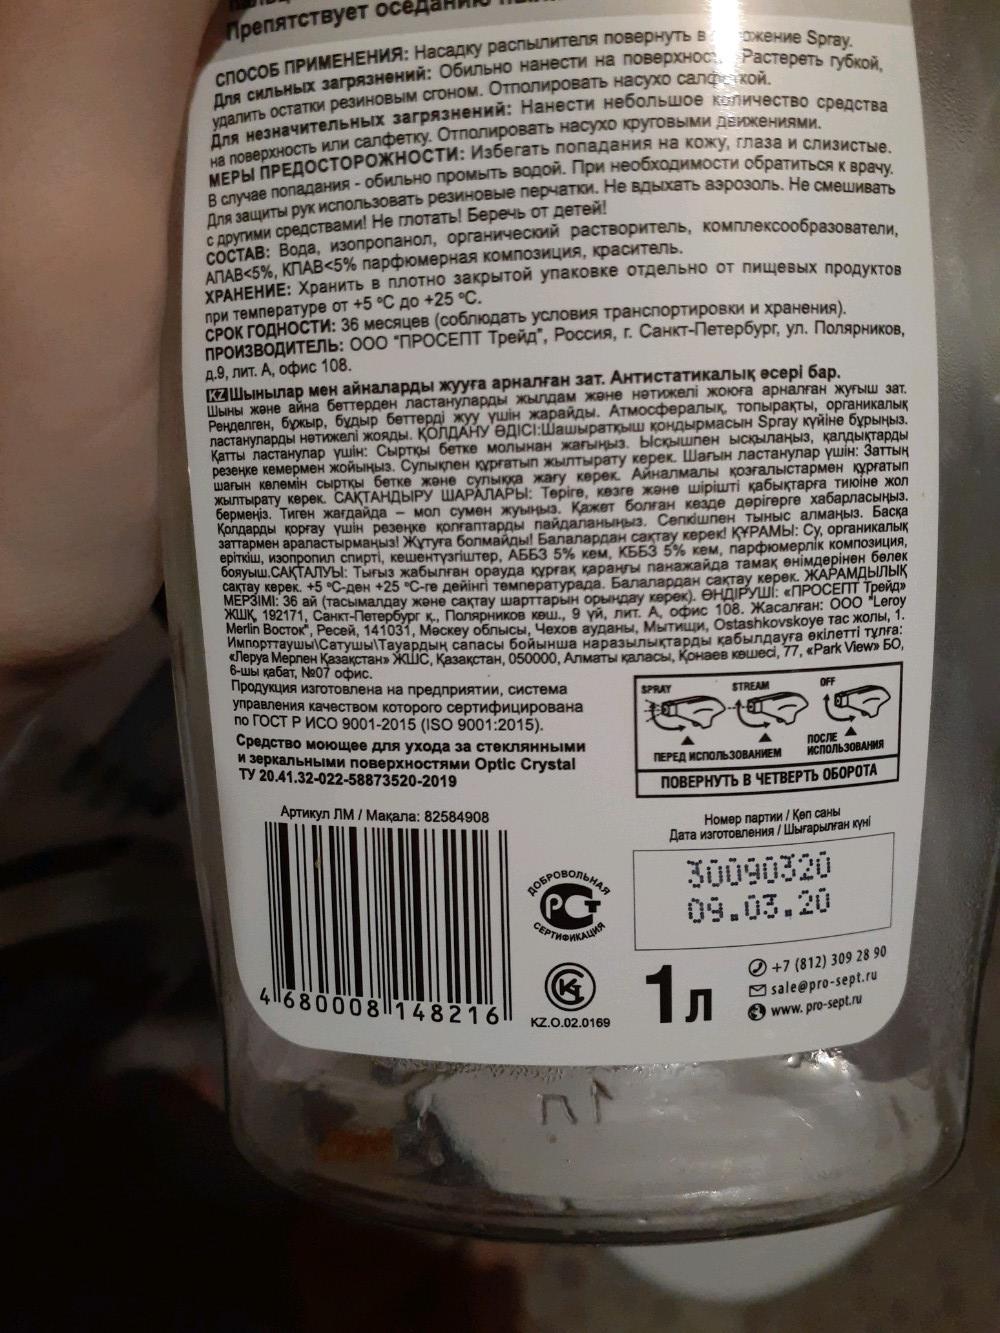 Препятствует оседанию
СПОСОБ ПРИМЕНЕНИЯ: Насадку распылителя повернуть в Spray.
Для сильных загрязнений: Обильно нанести на Растереть губкой,
удалить остатки резиновым сгоном. Отполировать насухо салфеткой.
Для незначительных загрязнений: Нанести небольшое количество средства
на поверхность или салфетку. Отполировать насухо круговыми движениями.
МЕРЫ ПРЕДОСТОРОЖНОСТИ: Избегать попадания на кожу, глаза и слизистые.
В случае попадания - обильно промыть водой. При необходимости обратиться к врачу.
Для защиты рук использовать резиновые перчатки. Не вдыхать аэрозоль. Не смешивать
с другими средствами! Не глотать! Беречь от детей!
СОСТАВ: Вода, изопропанол, органический растворитель, комплексообразователи,
АПАВ<5%, КПАВ<5% парфюмерная композиция, краситель.
ХРАНЕНИЕ: Хранить в плотно закрытой упаковке отдельно от пищевых продуктов
при температуре от +5 °С до +25 °С.
СРОК ГОДНОСТИ: 36 месяцев (соблюдать условия транспортировки и хранения).
ПРОИЗВОДИТЕЛЬ: ООО "ПРОСЕПТ Трейд", Россия, г. Санкт-Петербург, ул. Полярников,
д.9, лит. А, офис 108.
KZ Шынылар мен айналарды жууға арналған зат. Антистатикалық әсері бар.
Шыны және айна беттерден ластануларды жылдам және нәтижелі жоюға арналған жуғыш зат.
Ренделген, бұжыр, бұдыр беттерді жуу үшін жарайды. Атмосфералық, топырақты, органикалық
ластануларды нәтижелі жояды. ҚОЛДАНУ ӘДІСІ:Шашыратқыш қондырмасын Spray күйіне бұрыңыз.
Қатты ластанулар үшін: Сыртқы бетке молынан жағыңыз. Ысқышпен ысқылаңыз, қалдықтарды
резеңке кемермен жойыңыз. Сулықпен құрғатып жылтырату керек. Шағын ластанулар үшін: Заттың
шағын көлемін сыртқы бетке және сулыққа жағу керек. Айналмалы қозғалыстармен құрғатып
жылтырату керек. САҚТАНДЫРУ ШАРАЛАРЫ: Теріге, көзге және шірішті қабықтарға тиюіне жол
бермеңіз. Тиген жағдайда – мол сумен жуыңыз. Қажет болған кезде дәрігерге хабарласыңыз.
Қолдарды қорғау үшін резеңке қолғаптарды пайдаланыңыз. Сепкішпен тыныс алмаңыз. Басқа
заттармен араластырмаңыз! Жұтуға болмайды! Балалардан сақтау керек! ҚҰРАМЫ: Су, органикалық
еріткіш, изопропил спирті, кешентүзгіштер, АББЗ 5% кем, КББЗ 5% кем, парфюмерлік композиция,
бояуыш.САҚТАЛУЫ: Тығыз жабылған орауда құрғақ қараңғы панажайда тамақ өнімдерінен бөлек
сақтау керек. +5 °С-ден +25 °С-ге дейінгі температурада. Балалардан сақтау керек. ЖАРАМДЫЛЫҚ
МЕРЗІМІ: 36 ай (тасымалдау және сақтау шарттарын орындау керек). ӨНДІРУШІ: «ПРОСЕПТ Трейд»
ЖШҚ, 192171, Санкт-Петербург қ., Полярников көш., 9 үй, лит. А, офис 108. Жасалған: ООО "Leroy
Merlin Восток", Ресей, 141031, Мәскеу облысы, Чехов ауданы, Мытищи, Ostashkovskoye тас жолы, 1.
Импорттаушы\Сатушы\Тауардың сапасы бойынша наразылықтарды қабылдауға өкілетті тұлға:
«Леруа Мерлен Қазақстан» ЖШС, Қазақстан, 050000, Алматы қаласы, Қонаев көшесі, 77, «Park View» БО,
6-шы қабат, №07 офис.
Продукция изготовлена на предприятии, система
управления качеством которого сертифицирована
по ГОСТ Р ИСО 9001-2015 (ISO 9001:2015).
Средство моющее для ухода за стеклянными
и зеркальными поверхностями Optic Crystal
ТУ 20.41.32-022-58873520-2019
SPRAY STREAM OFF
ПЕРЕД ИСПОЛЬЗОВАНИЕМ ПОСЛЕ ИСПОЛЬЗОВАНИЯ
ПОВЕРНУТЬ В ЧЕТВЕРТЬ ОБОРОТА
Артикул ЛМ / Мақала: 82584908
4 680008 148216
ДОБРОВОЛЬНАЯ
РСТ
СЕРТИФИКАЦИЯ
KZ.O.02.0169
Номер партии / Қеп саны
Дата изготовления / Шығарылған күні
30090320
09.03.20
1л
+7 (812) 309 28 90
sale@pro-sept.ru
www. pro-sept.ru